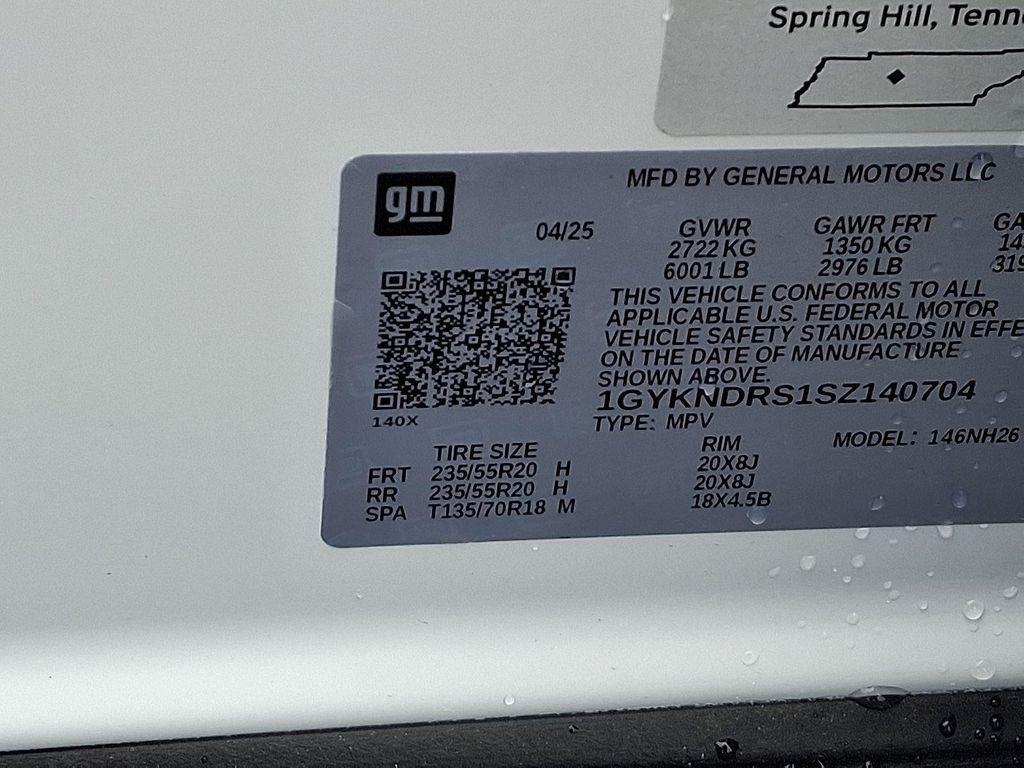 Spring Hill, Tenn
gm
MFD BY GENERAL MOTORS LLC
04/25
GVWR GAWR FRT GA
2722 KG 1350 KG 14
6001 LB 2976 LB 319
THIS VEHICLE CONFORMS TO ALL
APPLICABLE U.S. FEDERAL MOTOR
VEHICLE SAFETY STANDARDS IN EFFE
ON THE DATE OF MANUFACTURE
SHOWN ABOVE.
1GYKNDRS1SZ140704
140X
TYPE: MPV MODEL: 146NH26
TIRE SIZE RIM
FRT 235/55R20 H 20X8J
RR 235/55R20 H 20X8J
SPA T135/70R18 M 18X4.5B